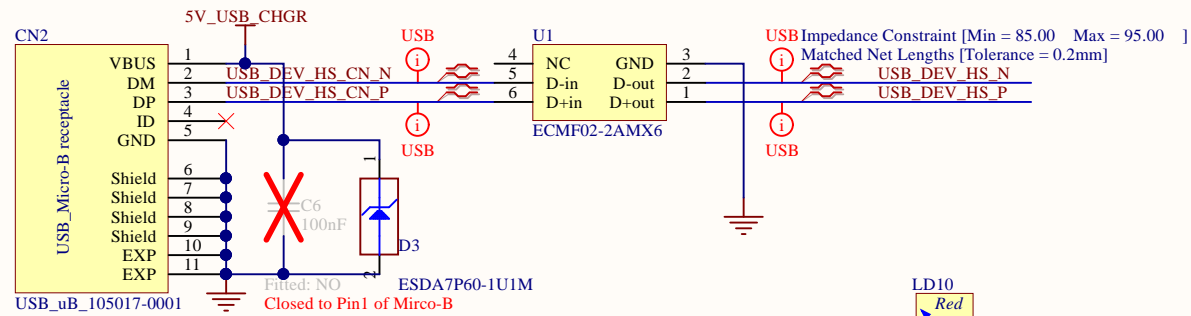 5V_USB_CHGR
CN2
USB_Micro-B receptacle
VBUS 1
DM 2
DP 3
ID 4
GND 5
Shield 6
Shield 7
Shield 8
Shield 9
EXP 10
EXP 11
USB_uB_105017-0001
USB_DEV_HS_CN_N
USB_DEV_HS_CN_P
USB
i
i
USB
C6
100nF
Fitted: NO
Closed to Pin1 of Mirco-B
1
D3
2
ESDA7P60-1U1M
U1
4 NC GND 3
5 D-in D-out 2
6 D+in D+out 1
ECMF02-2AMX6
USB
i
i
USB
Impedance Constraint [Min = 85.00 Max = 95.00 ]
Matched Net Lengths [Tolerance = 0.2mm]
USB_DEV_HS_N
USB_DEV_HS_P
LD10
Red